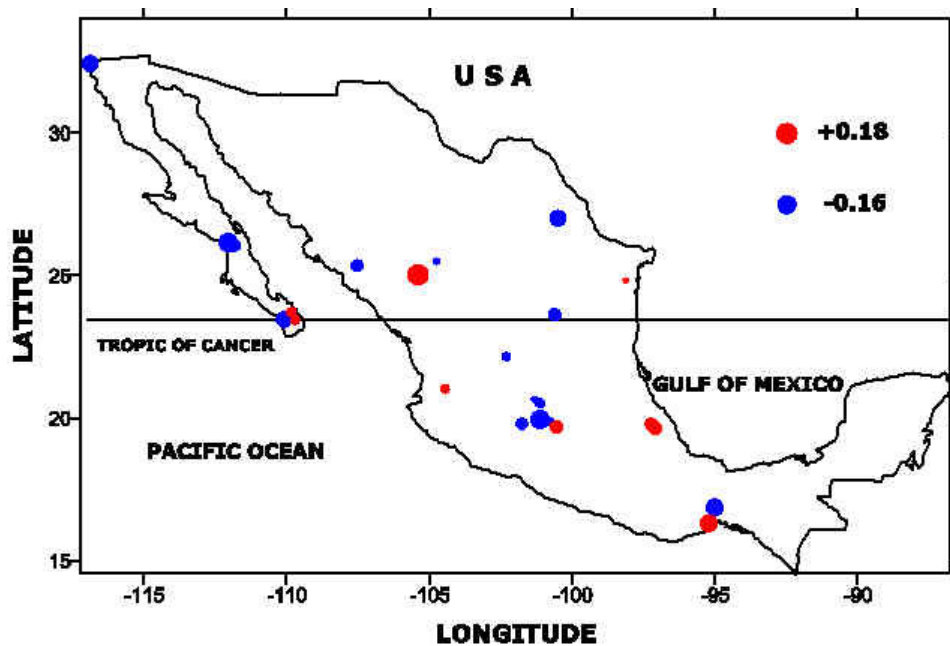 U S A
+0.18
-0.16
30
25
20
15
LATITUDE
TROPIC OF CANCER
GULF OF MEXICO
PACIFIC OCEAN
-115
-110
-105
-100
-95
-90
LONGITUDE